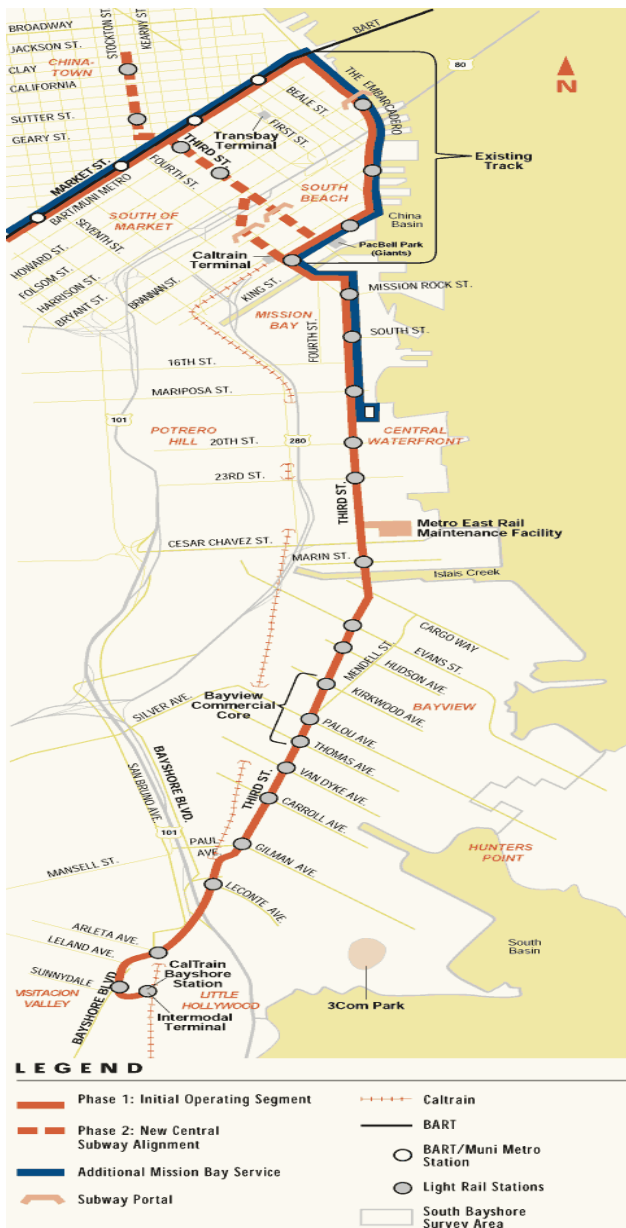 BROADWAY
STOCKTON ST.
KEARNY ST.
BART
JACKSON ST.
CLAY
CHINA-
TOWN
CALIFORNIA
80
N
THE EMBARCADERO
BEALE ST.
SUTTER ST.
FIRST ST.
GEARY ST.
Transbay
Terminal
THIRD ST.
Existing
Track
MARKET ST.
FOURTH ST.
BART/MUNI METRO
SOUTH
BEACH
SOUTH OF
MARKET
SEVENTH ST.
China
Basin
PacBell Park
(Giants)
HOWARD ST.
FOLSOM ST.
HARRISON ST.
BRYANT ST.
BRANNAN ST.
Caltrain
Terminal
KING ST.
MISSION ROCK ST.
MISSION
BAY
FOURTH ST.
SOUTH ST.
16TH ST.
MARIPOSA ST.
101
POTRERO
HILL
20TH ST.
280
CENTRAL
WATERFRONT
23RD ST.
THIRD ST.
Metro East Rail
Maintenance Facility
CESAR CHAVEZ ST.
MARIN ST.
Islais Creek
CARGO WAY
MENDELL ST.
EVANS ST.
HUDSON AVE.
Bayview
Commercial
Core
KIRKWOOD AVE.
BAYVIEW
SILVER AVE.
PALOU AVE.
THOMAS AVE.
BAYSHORE BLVD.
SAN BRUNO AVE.
THIRD ST.
VAN DYKE AVE.
CARROLL AVE.
101
PAUL
AVE.
GILMAN AVE.
HUNTERS
POINT
MANSELL ST.
LECONTE AVE.
ARLETA AVE.
LELAND AVE.
South
Basin
CalTrain
Bayshore
Station
SUNNYDALE
VISITACION
VALLEY
BAYSHORE BLVD
LITTLE
HOLLYWOOD
Intermodal
Terminal
3Com Park
LEGEND
Phase 1: Initial Operating Segment
Phase 2: New Central
Subway Alignment
Additional Mission Bay Service
Subway Portal
Caltrain
BART
BART/Muni Metro
Station
Light Rail Stations
South Bayshore
Survey Area